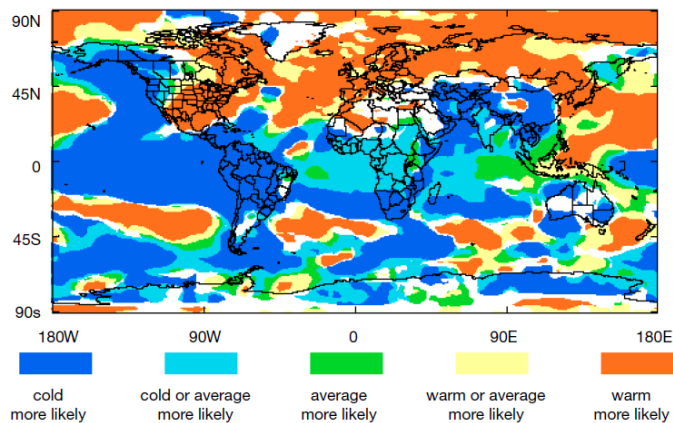 90N
45N
0
45S
90s
180W 90W 0 90E 180E
cold cold or average average warm or average warm
more likely more likely more likely more likely more likely